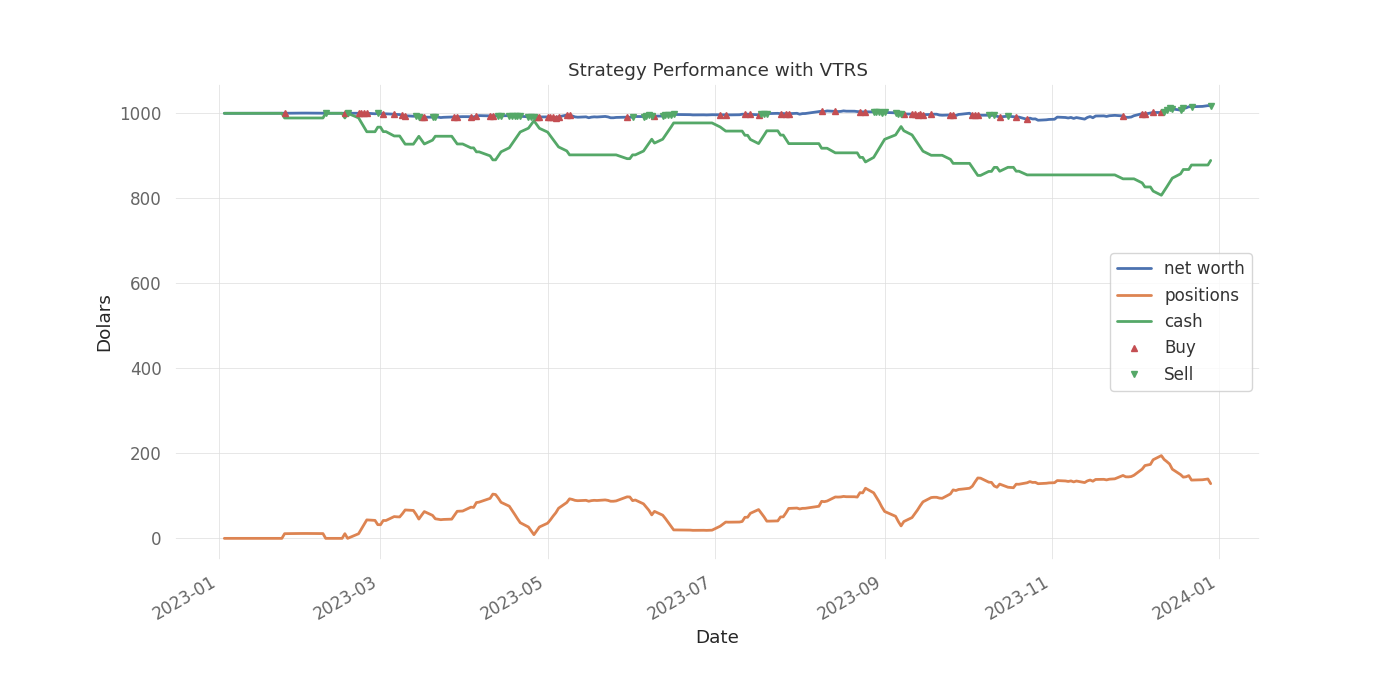 Strategy Performance with VTRS
1000
800
600
400
200
0
Dolars
net worth
positions
cash
Buy
Sell
2023-01
2023-03
2023-05
2023-07
2023-09
2023-11
2024-01
Date